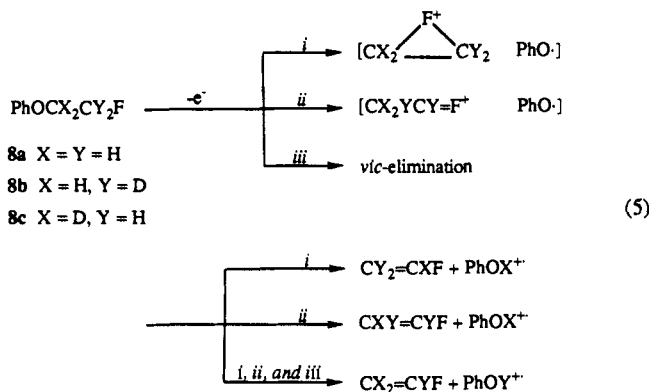 F⁺
i
[CX₂ CY₂ PhO·]
PhOCX₂CY₂F -e⁻ ii [CX₂YCY=F⁺ PhO·]
8a X = Y = H
8b X = H, Y = D
iii vic-elimination
8c X = D, Y = H
(5)
i CY₂=CXF + PhOX⁺·
ii CXY=CYF + PhOX⁺·
i, ii, and iii CX₂=CYF + PhOY⁺·